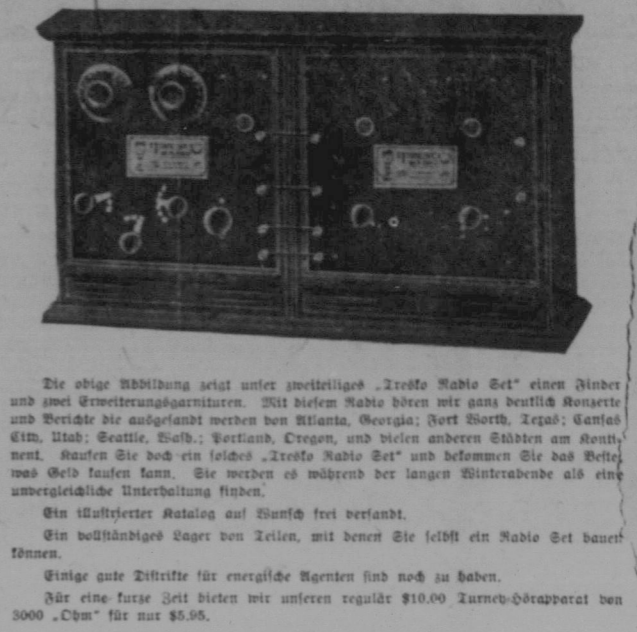 Die obige Abbildung zeigt unser zweiteiliges „Tresko Radio Set“ einen Finder
und zwei Erweiterungsgarnituren. Mit diesem Radio hören wir ganz deutlich Konzerte
und Berichte die ausgesandt werden von Atlanta, Georgia; Fort Worth, Texas; Cansas
City, Utah; Seattle, Wash.; Portland, Oregon, und vielen anderen Städten am Konti-
nent. Kaufen Sie doch ein solches „Tresko Radio Set“ und bekommen Sie das Beste,
was Geld kaufen kann. Sie werden es während der langen Winterabende als eine
unvergleichliche Unterhaltung finden.
Ein illustrierter Katalog auf Wunsch frei versandt.
Ein vollständiges Lager von Teilen, mit denen Sie selbst ein Radio Set bauen
können.
Einige gute Distrikte für energische Agenten sind noch zu haben.
Für eine kurze Zeit bieten wir unseren regulär $10.00 Turney-Hörapparat von
3000 „Ohm“ für nur $5.95.